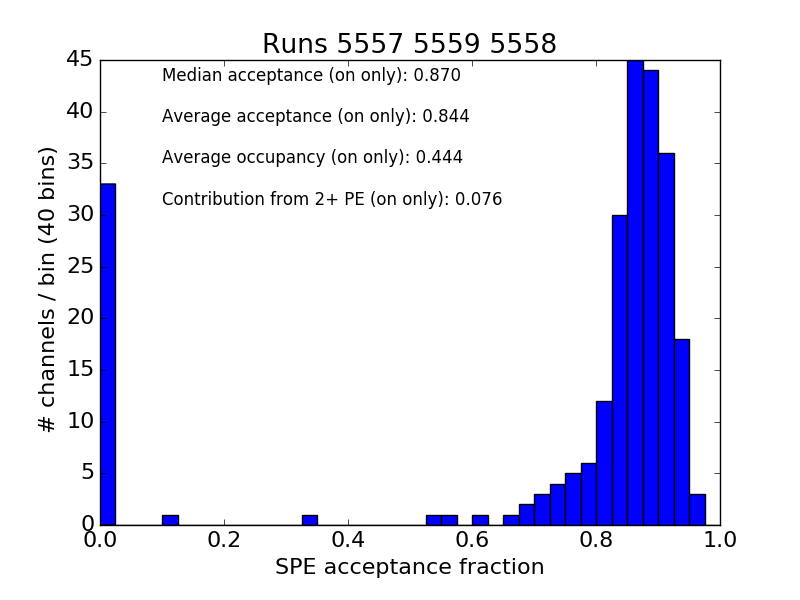 Runs 5557 5559 5558
Median acceptance (on only): 0.870
Average acceptance (on only): 0.844
Average occupancy (on only): 0.444
Contribution from 2+ PE (on only): 0.076
# channels / bin (40 bins)
45
40
35
30
25
20
15
10
5
0
0.0 0.2 0.4 0.6 0.8 1.0
SPE acceptance fraction